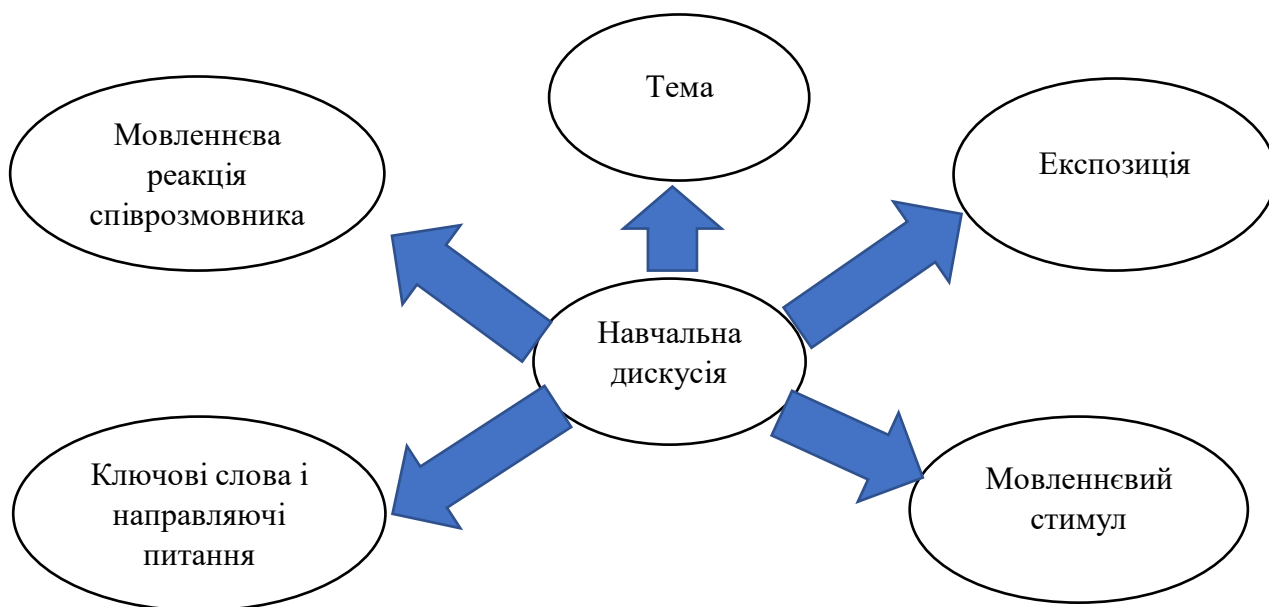 Тема
Мовленнєва
реакція
співрозмовника
Експозиція
Навчальна
дискусія
Ключові слова і
направляючі
питання
Мовленнєвий
стимул